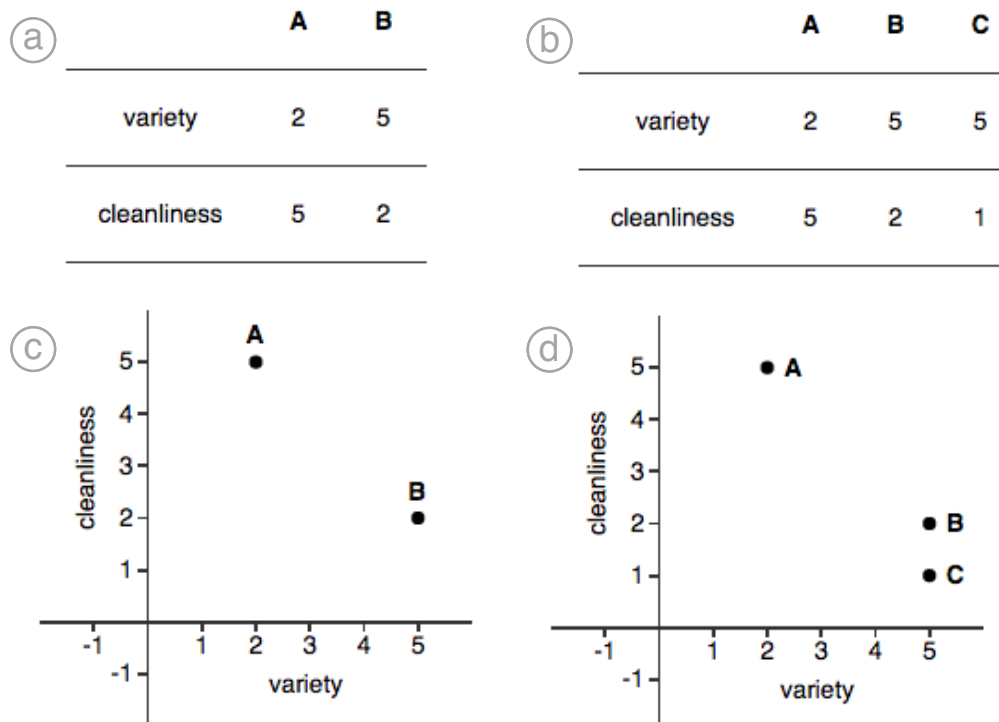 a
A B
variety 2 5
cleanliness 5 2
b
A B C
variety 2 5 5
cleanliness 5 2 1
c
A
5
4
3
B
2
1
cleanliness
-1 1 2 3 4 5
-1
variety
d
5 A
4
3
2 B
1 C
cleanliness
-1 1 2 3 4 5
-1
variety